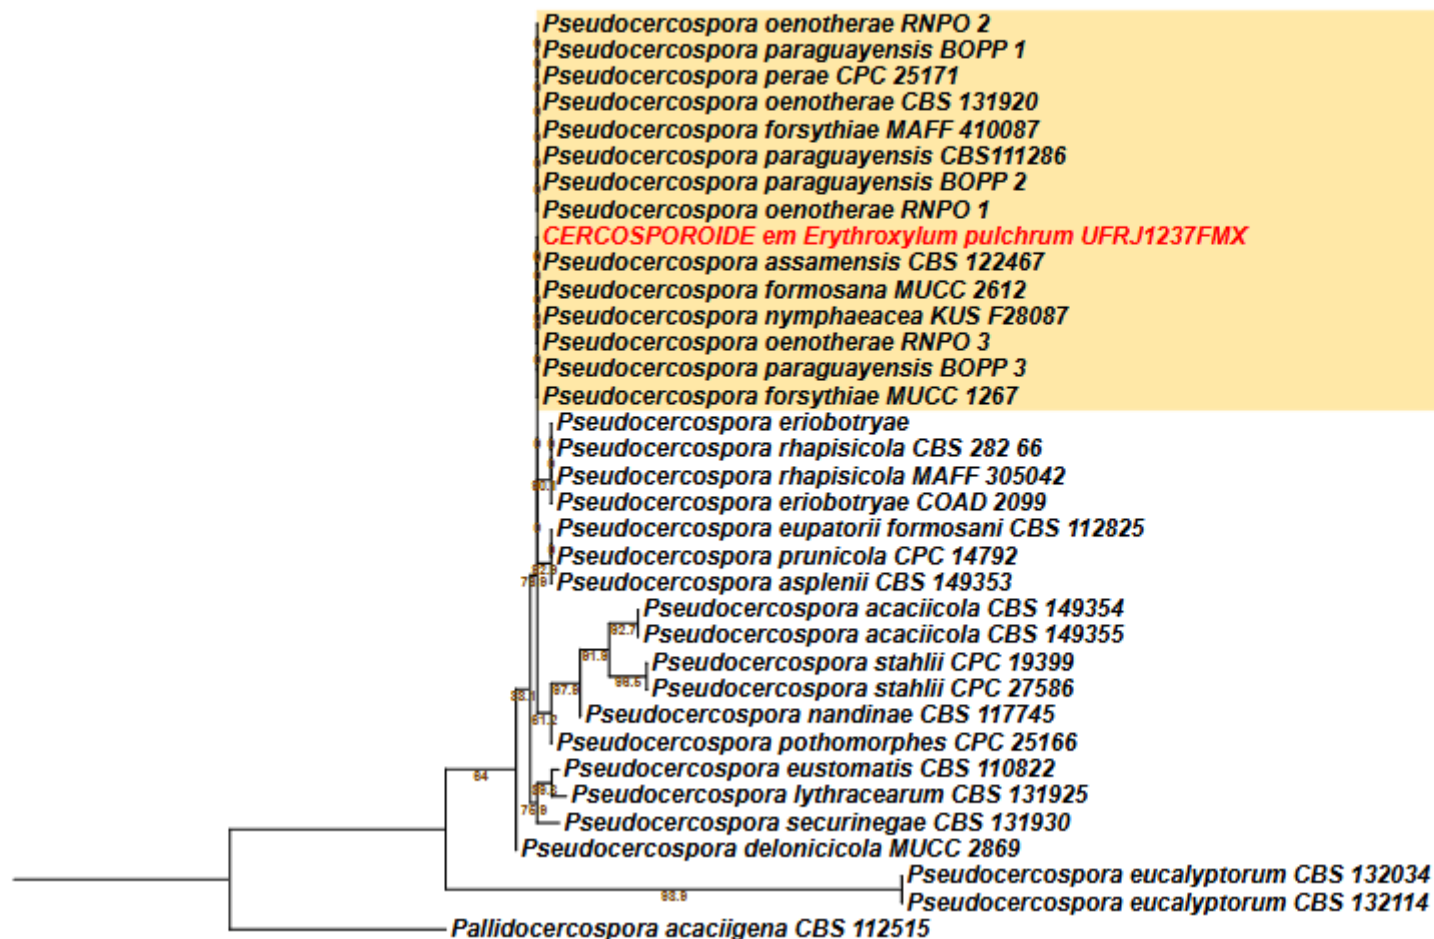 Pseudocercospora oenotherae RNPO 2
Pseudocercospora paraguayensis BOPP 1
Pseudocercospora perae CPC 25171
Pseudocercospora oenotherae CBS 131920
Pseudocercospora forsythiae MAFF 410087
Pseudocercospora paraguayensis CBS111286
Pseudocercospora paraguayensis BOPP 2
Pseudocercospora oenotherae RNPO 1
CERCOSPOROIDE em Erythroxylum pulchrum UFRJ1237FMX
Pseudocercospora assamensis CBS 122467
Pseudocercospora formosana MUCC 2612
Pseudocercospora nymphaeacea KUS F28087
Pseudocercospora oenotherae RNPO 3
Pseudocercospora paraguayensis BOPP 3
Pseudocercospora forsythiae MUCC 1267
Pseudocercospora eriobotryae
Pseudocercospora rhapisicola CBS 282 66
Pseudocercospora rhapisicola MAFF 305042
Pseudocercospora eriobotryae COAD 2099
Pseudocercospora eupatorii formosani CBS 112825
Pseudocercospora prunicola CPC 14792
Pseudocercospora asplenii CBS 149353
Pseudocercospora acaciicola CBS 149354
Pseudocercospora acaciicola CBS 149355
Pseudocercospora stahlii CPC 19399
Pseudocercospora stahlii CPC 27586
Pseudocercospora nandinae CBS 117745
Pseudocercospora pothomorphes CPC 25166
Pseudocercospora eustomatis CBS 110822
Pseudocercospora lythracearum CBS 131925
Pseudocercospora securinegae CBS 131930
Pseudocercospora delonicicola MUCC 2869
Pseudocercospora eucalyptorum CBS 132034
Pseudocercospora eucalyptorum CBS 132114
Pallidocercospora acaciigena CBS 112515